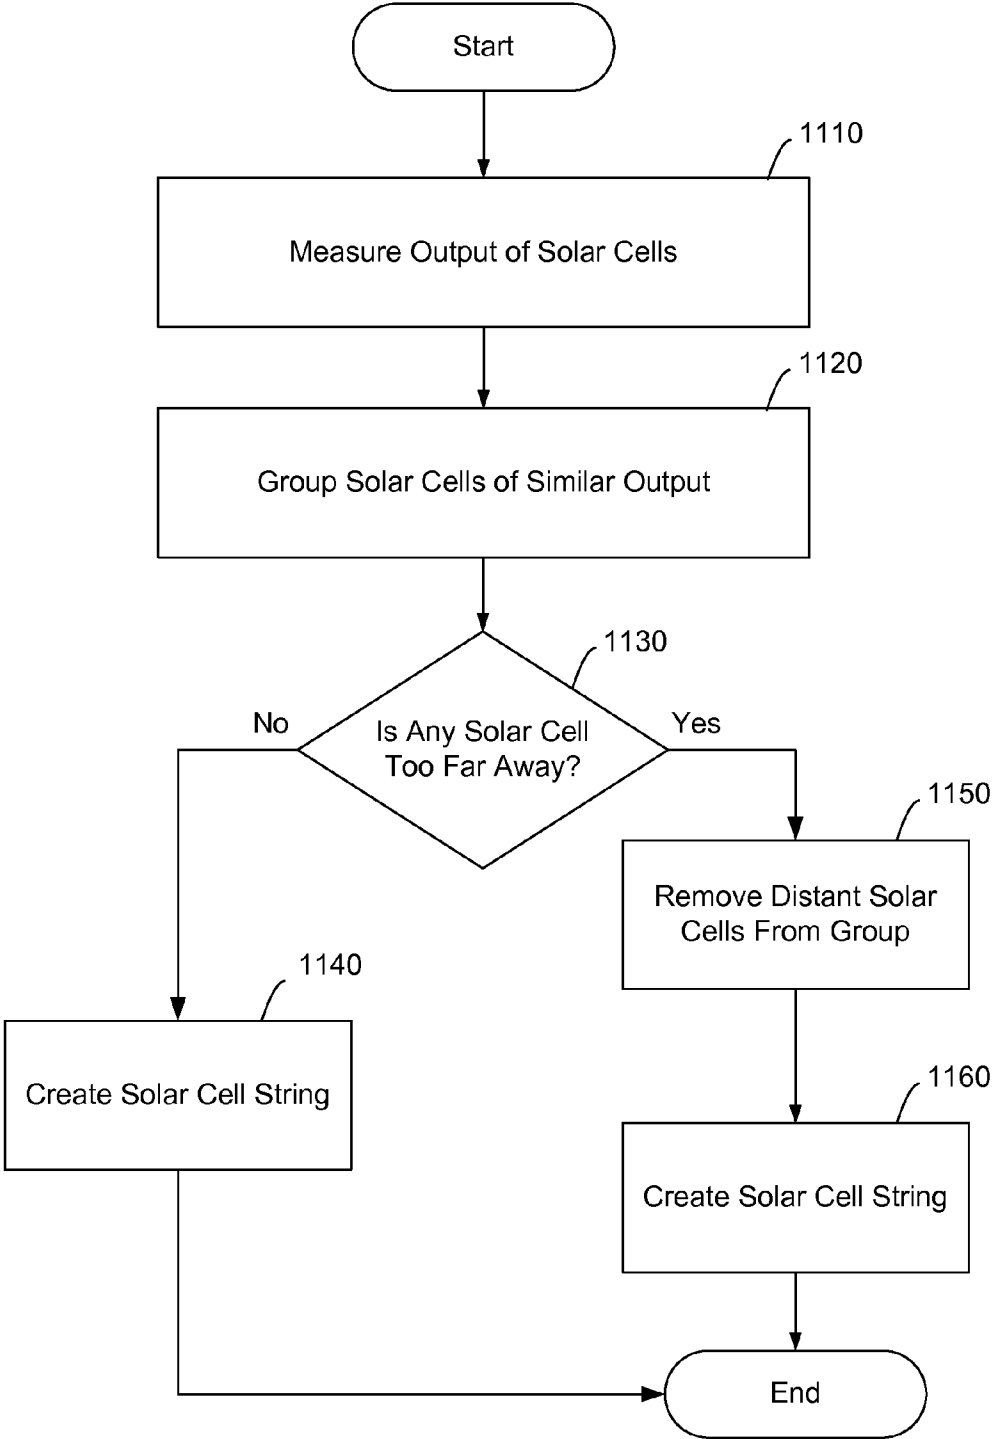 Start
1110
Measure Output of Solar Cells
1120
Group Solar Cells of Similar Output
1130
Is Any Solar Cell
Too Far Away?
No
Yes
1150
Remove Distant Solar
Cells From Group
1140
Create Solar Cell String
1160
Create Solar Cell String
End